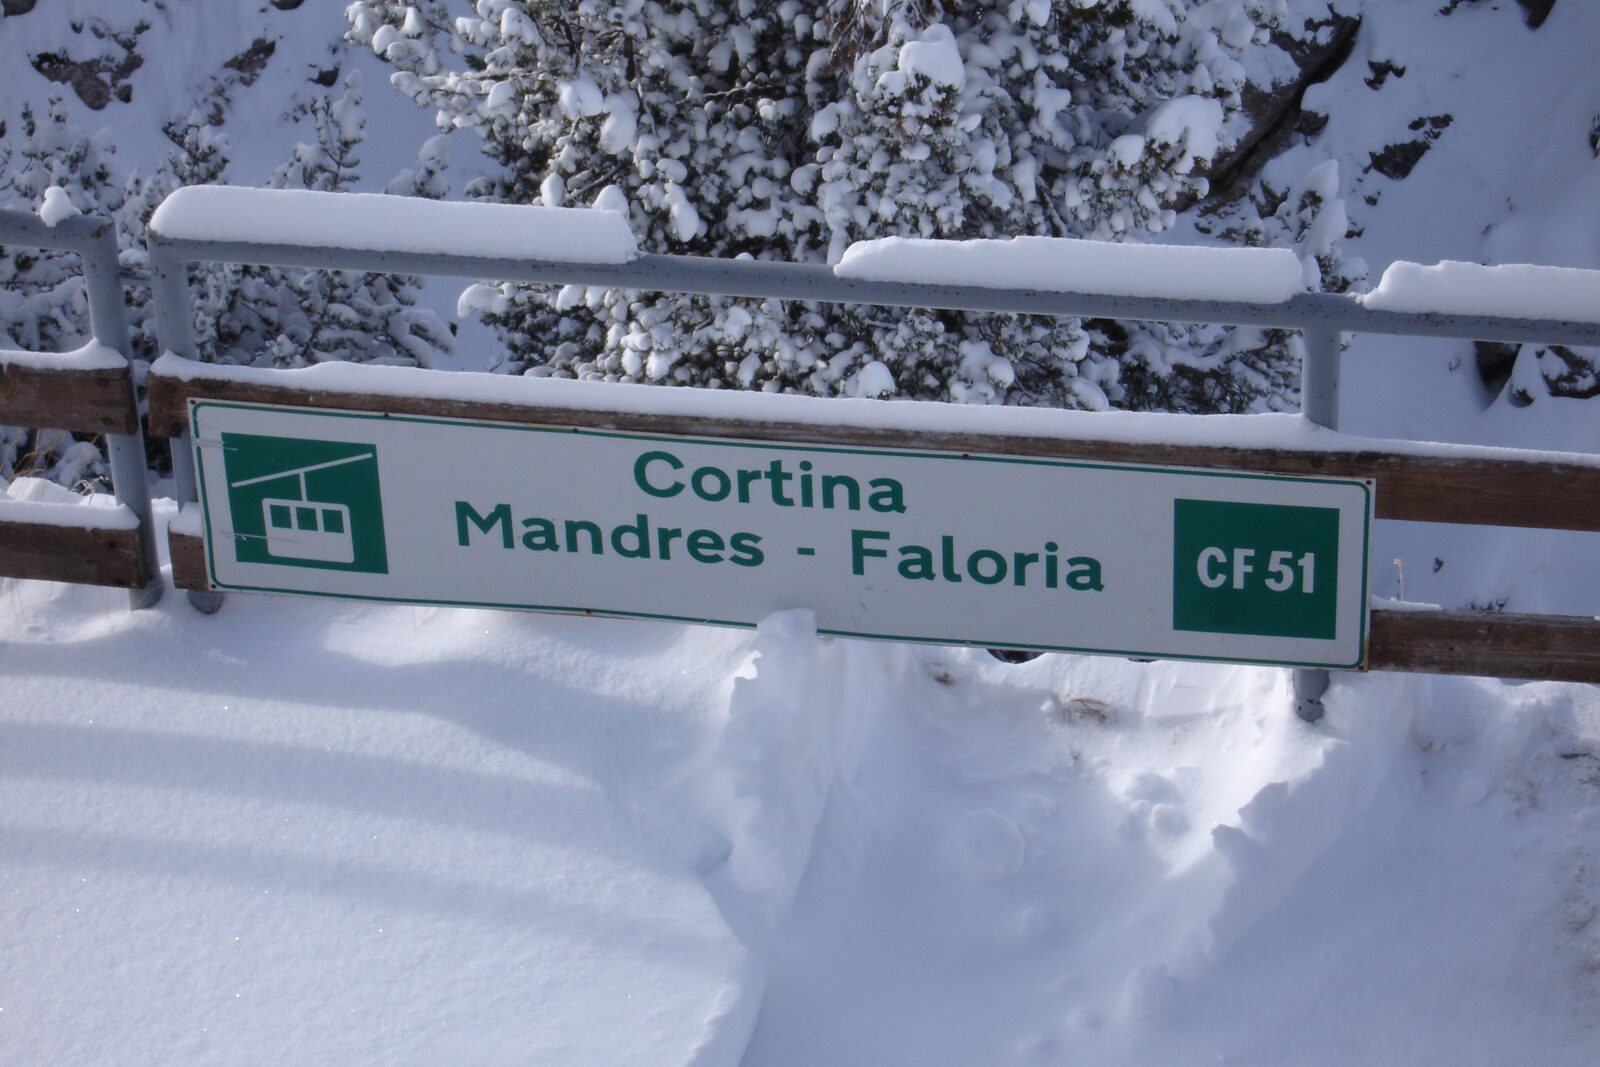 Cortina
Mandres - Faloria
CF 51